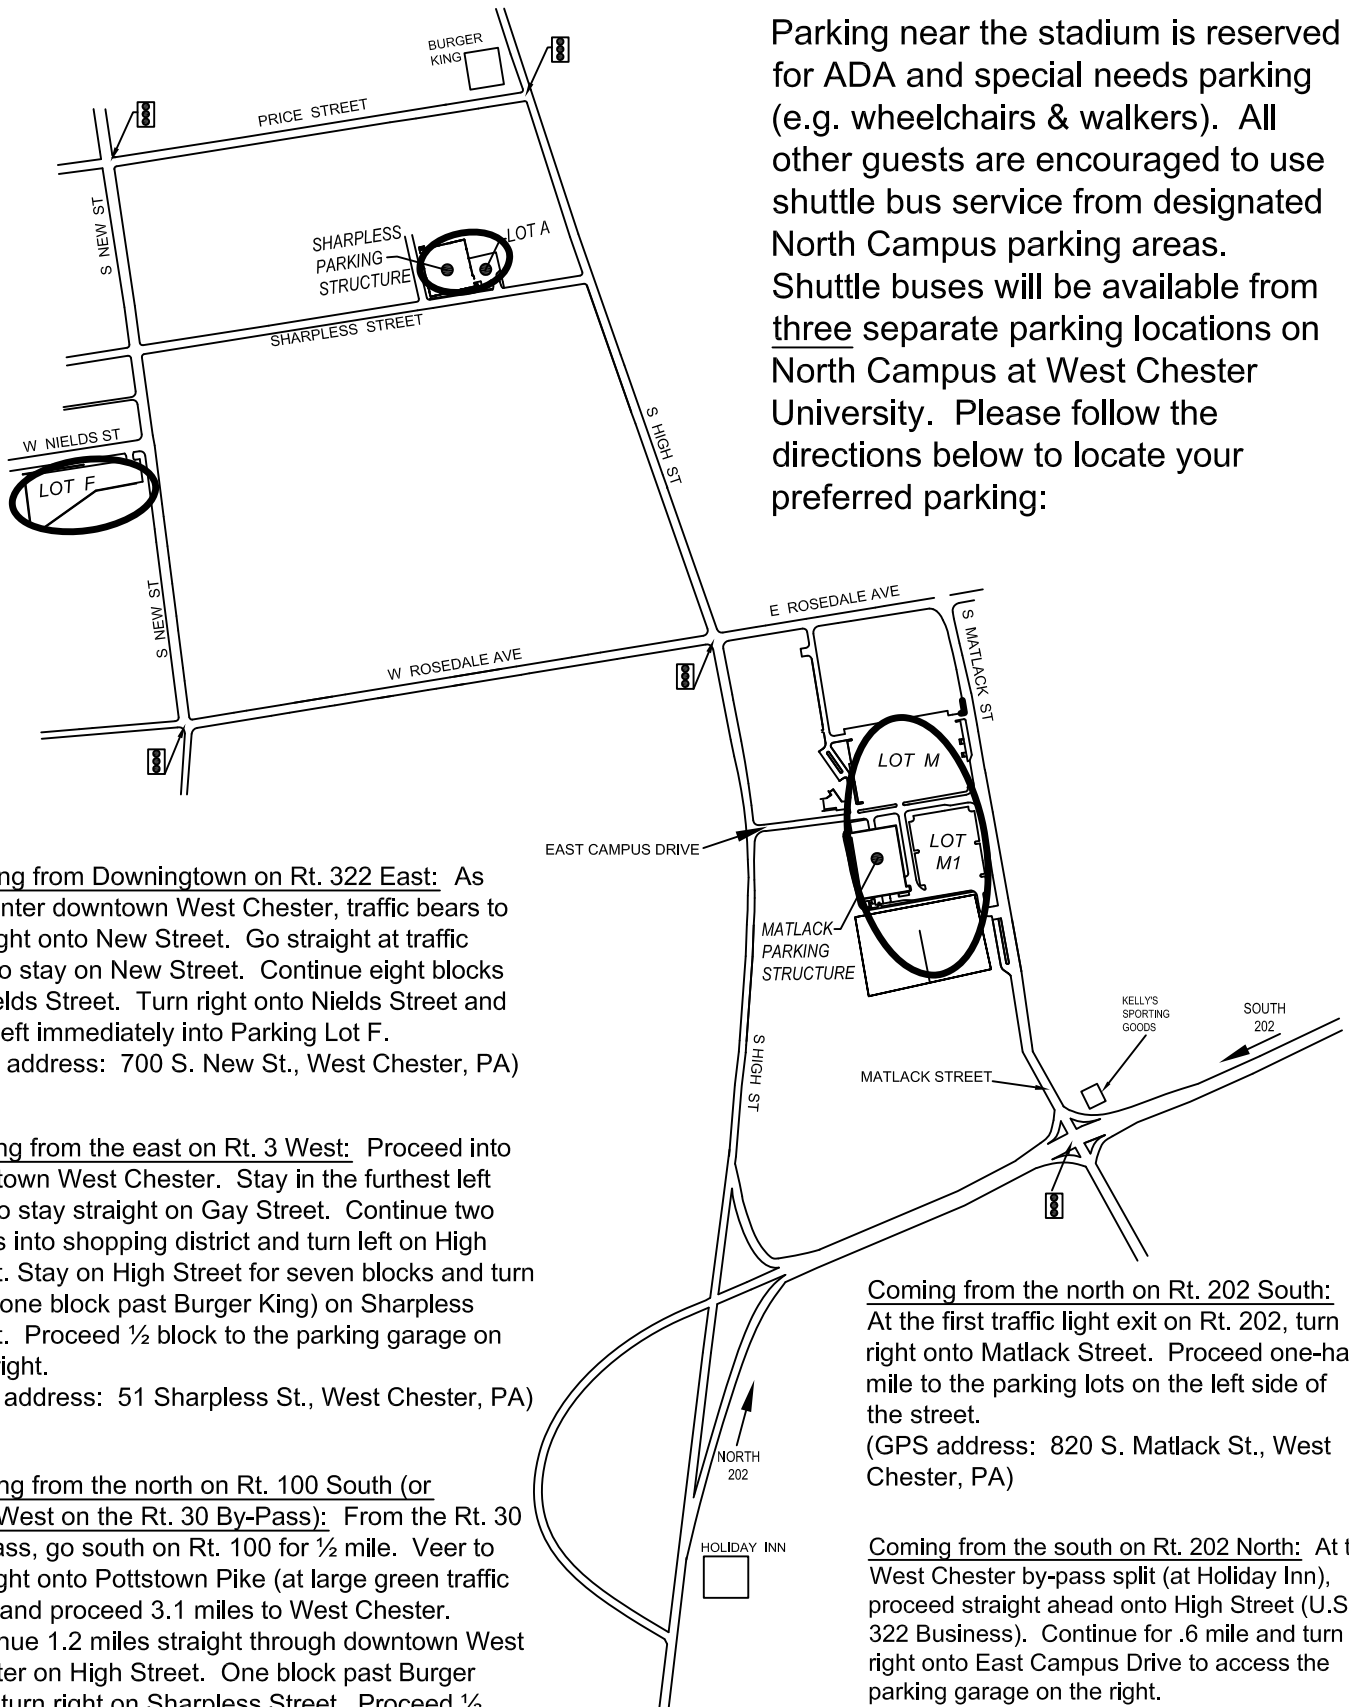 Parking near the stadium is reserved
for ADA and special needs parking
(e.g. wheelchairs & walkers).  All
other guests are encouraged to use
shuttle bus service from designated
North Campus parking areas.
Shuttle buses will be available from
three separate parking locations on
North Campus at West Chester
University.  Please follow the
directions below to locate your
preferred parking:
BURGER
KING
PRICE STREET
S NEW ST
SHARPLESS
PARKING
STRUCTURE
LOT A
SHARPLESS STREET
W NIELDS ST
LOT F
S HIGH ST
S NEW ST
W ROSEDALE AVE
E ROSEDALE AVE
S MATLACK ST
LOT M
LOT
M1
EAST CAMPUS DRIVE
MATLACK
PARKING
STRUCTURE
S HIGH ST
MATLACK STREET
KELLY'S
SPORTING
GOODS
SOUTH
202
NORTH
202
HOLIDAY INN
ng from Downingtown on Rt. 322 East:  As
nter downtown West Chester, traffic bears to
ght onto New Street.  Go straight at traffic
o stay on New Street.  Continue eight blocks
elds Street.  Turn right onto Nields Street and
eft immediately into Parking Lot F.
address:  700 S. New St., West Chester, PA)
ng from the east on Rt. 3 West:  Proceed into
town West Chester.  Stay in the furthest left
o stay straight on Gay Street.  Continue two
s into shopping district and turn left on High
t. Stay on High Street for seven blocks and turn
one block past Burger King) on Sharpless
t.  Proceed ½ block to the parking garage on
right.
address:  51 Sharpless St., West Chester, PA)
ng from the north on Rt. 100 South (or
West on the Rt. 30 By-Pass):  From the Rt. 30
ass, go south on Rt. 100 for ½ mile.  Veer to
ght onto Pottstown Pike (at large green traffic
and proceed 3.1 miles to West Chester.
nue 1.2 miles straight through downtown West
ter on High Street.  One block past Burger
turn right on Sharpless Street.  Proceed ½
Coming from the north on Rt. 202 South:
At the first traffic light exit on Rt. 202, turn
right onto Matlack Street.  Proceed one-ha
mile to the parking lots on the left side of
the street.
(GPS address:  820 S. Matlack St., West
Chester, PA)
Coming from the south on Rt. 202 North:  At t
West Chester by-pass split (at Holiday Inn),
proceed straight ahead onto High Street (U.S
322 Business).  Continue for .6 mile and turn
right onto East Campus Drive to access the
parking garage on the right.